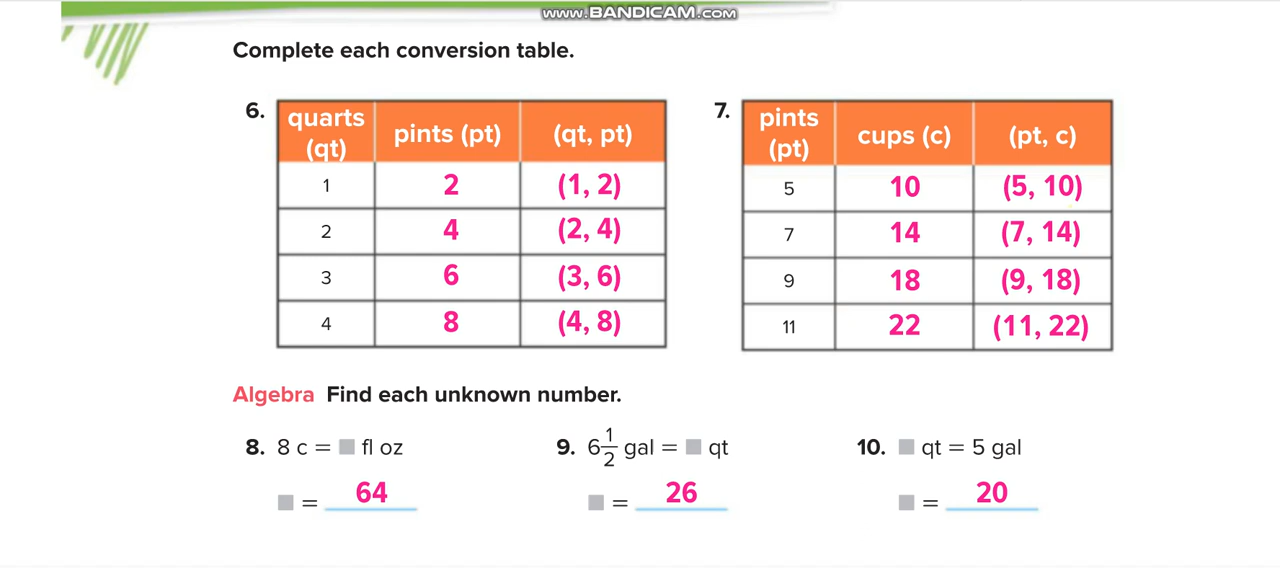 www.BANDICAM.com
Complete each conversion table.
6.
quarts (qt) pints (pt) (qt, pt)
1 2 (1, 2)
2 4 (2, 4)
3 6 (3, 6)
4 8 (4, 8)
7.
pints (pt) cups (c) (pt, c)
5 10 (5, 10)
7 14 (7, 14)
9 18 (9, 18)
11 22 (11, 22)
Algebra Find each unknown number.
8. 8 c = ■ fl oz
■ = 64
9. 6 1/2 gal = ■ qt
■ = 26
10. ■ qt = 5 gal
■ = 20